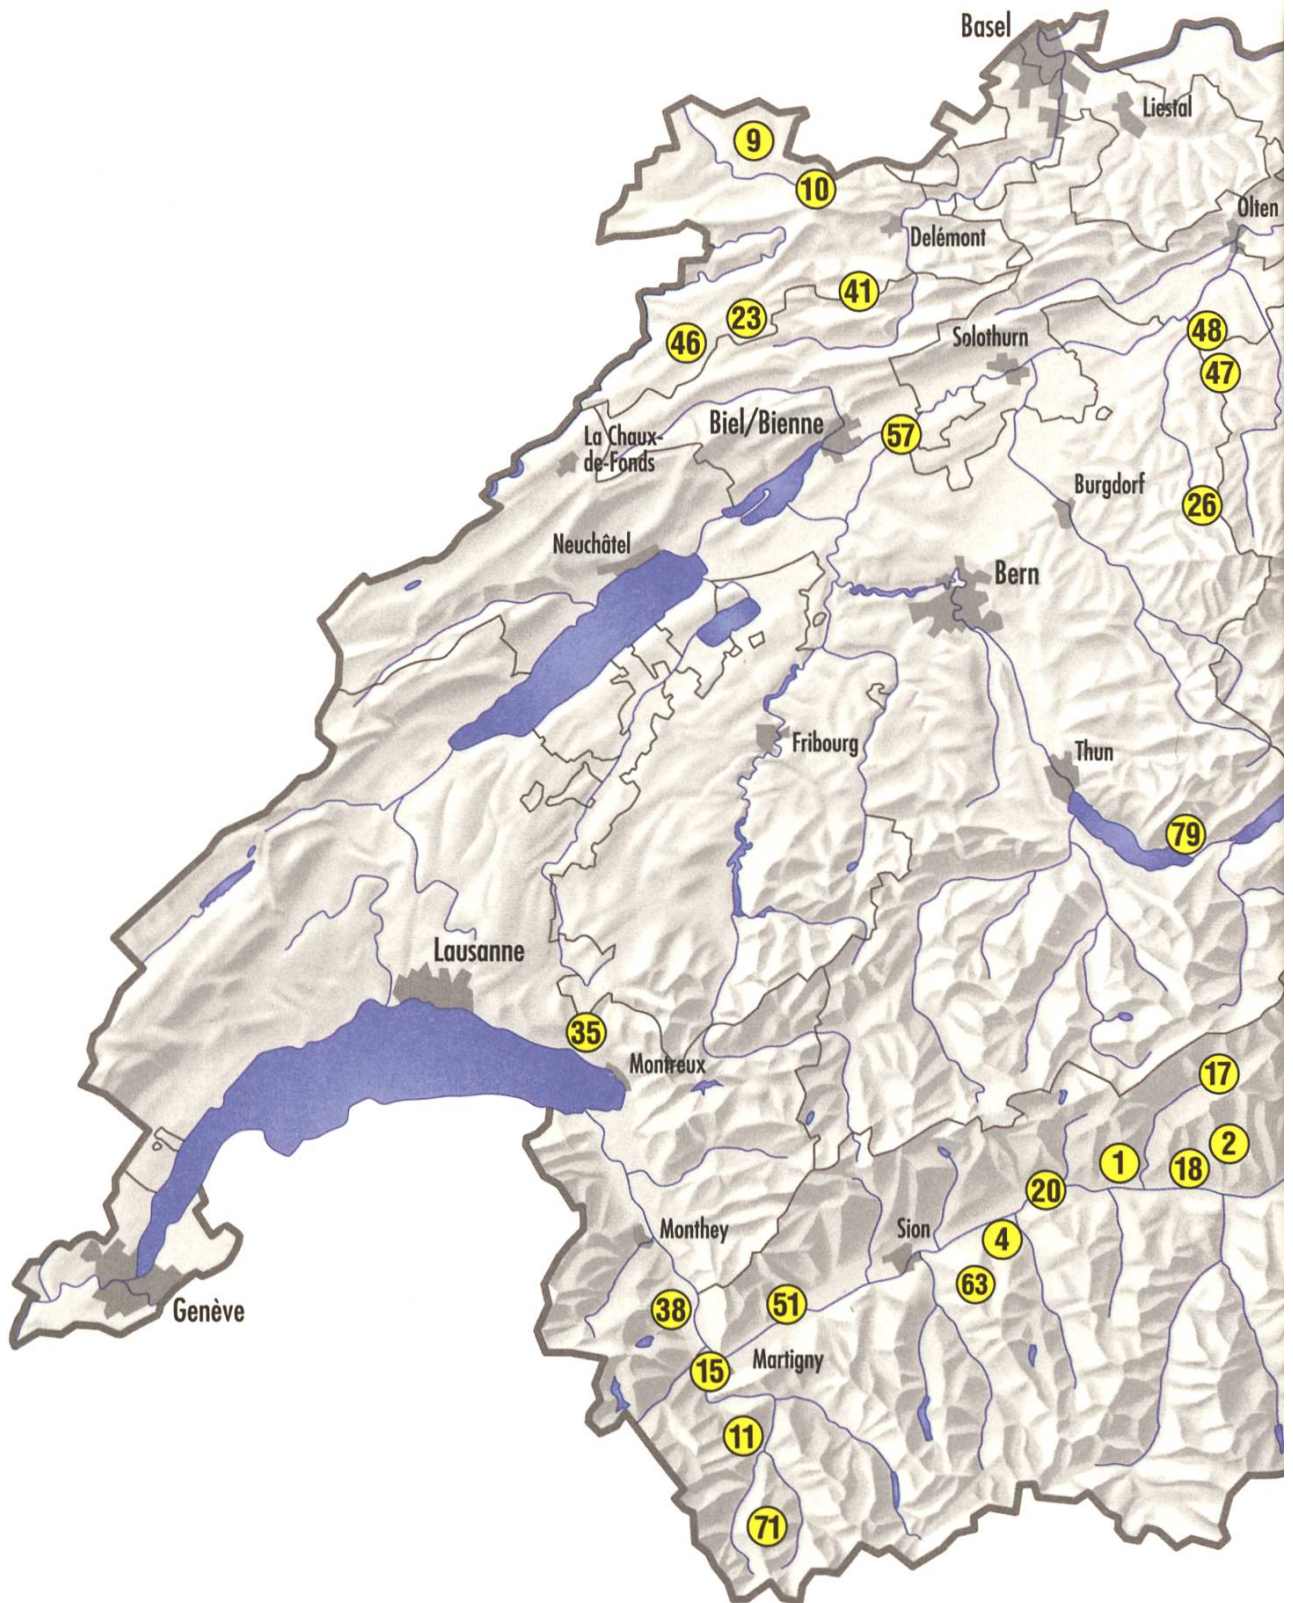 Basel
Liestal
9
10
Olten
Delémont
41
23
46
48
Solothurn
47
Biel/Bienne
57
La Chaux-
de-Fonds
Burgdorf
26
Neuchâtel
Bern
Fribourg
Thun
79
Lausanne
35
Montreux
17
2
1
18
20
Monthey
Sion
4
63
Genève
38
51
15
Martigny
11
71